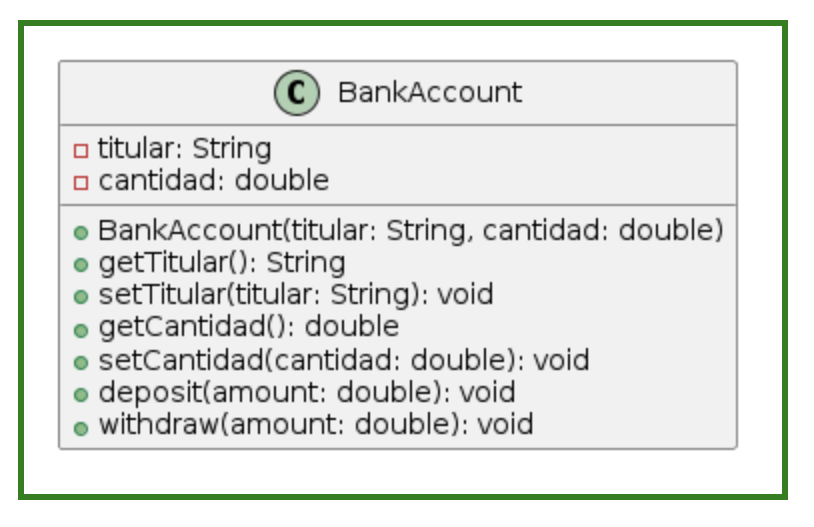 C BankAccount
titular: String
cantidad: double
BankAccount(titular: String, cantidad: double)
getTitular(): String
setTitular(titular: String): void
getCantidad(): double
setCantidad(cantidad: double): void
deposit(amount: double): void
withdraw(amount: double): void